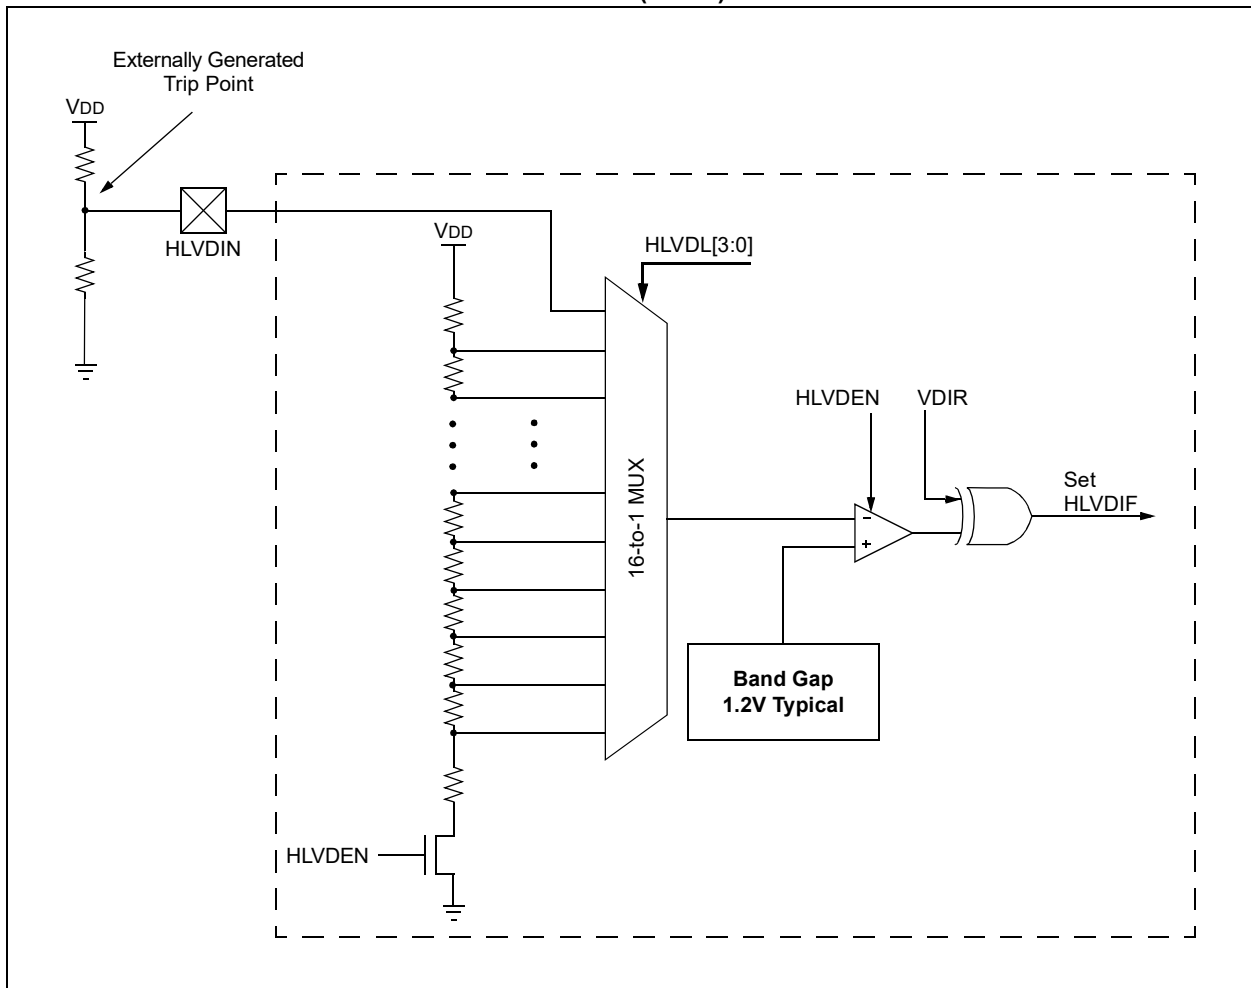 Externally Generated
Trip Point
VDD
HLVDIN
VDD
HLVDL[3:0]
16-to-1 MUX
HLVDEN
VDIR
Set
HLVDIF
–
+
Band Gap
1.2V Typical
HLVDEN